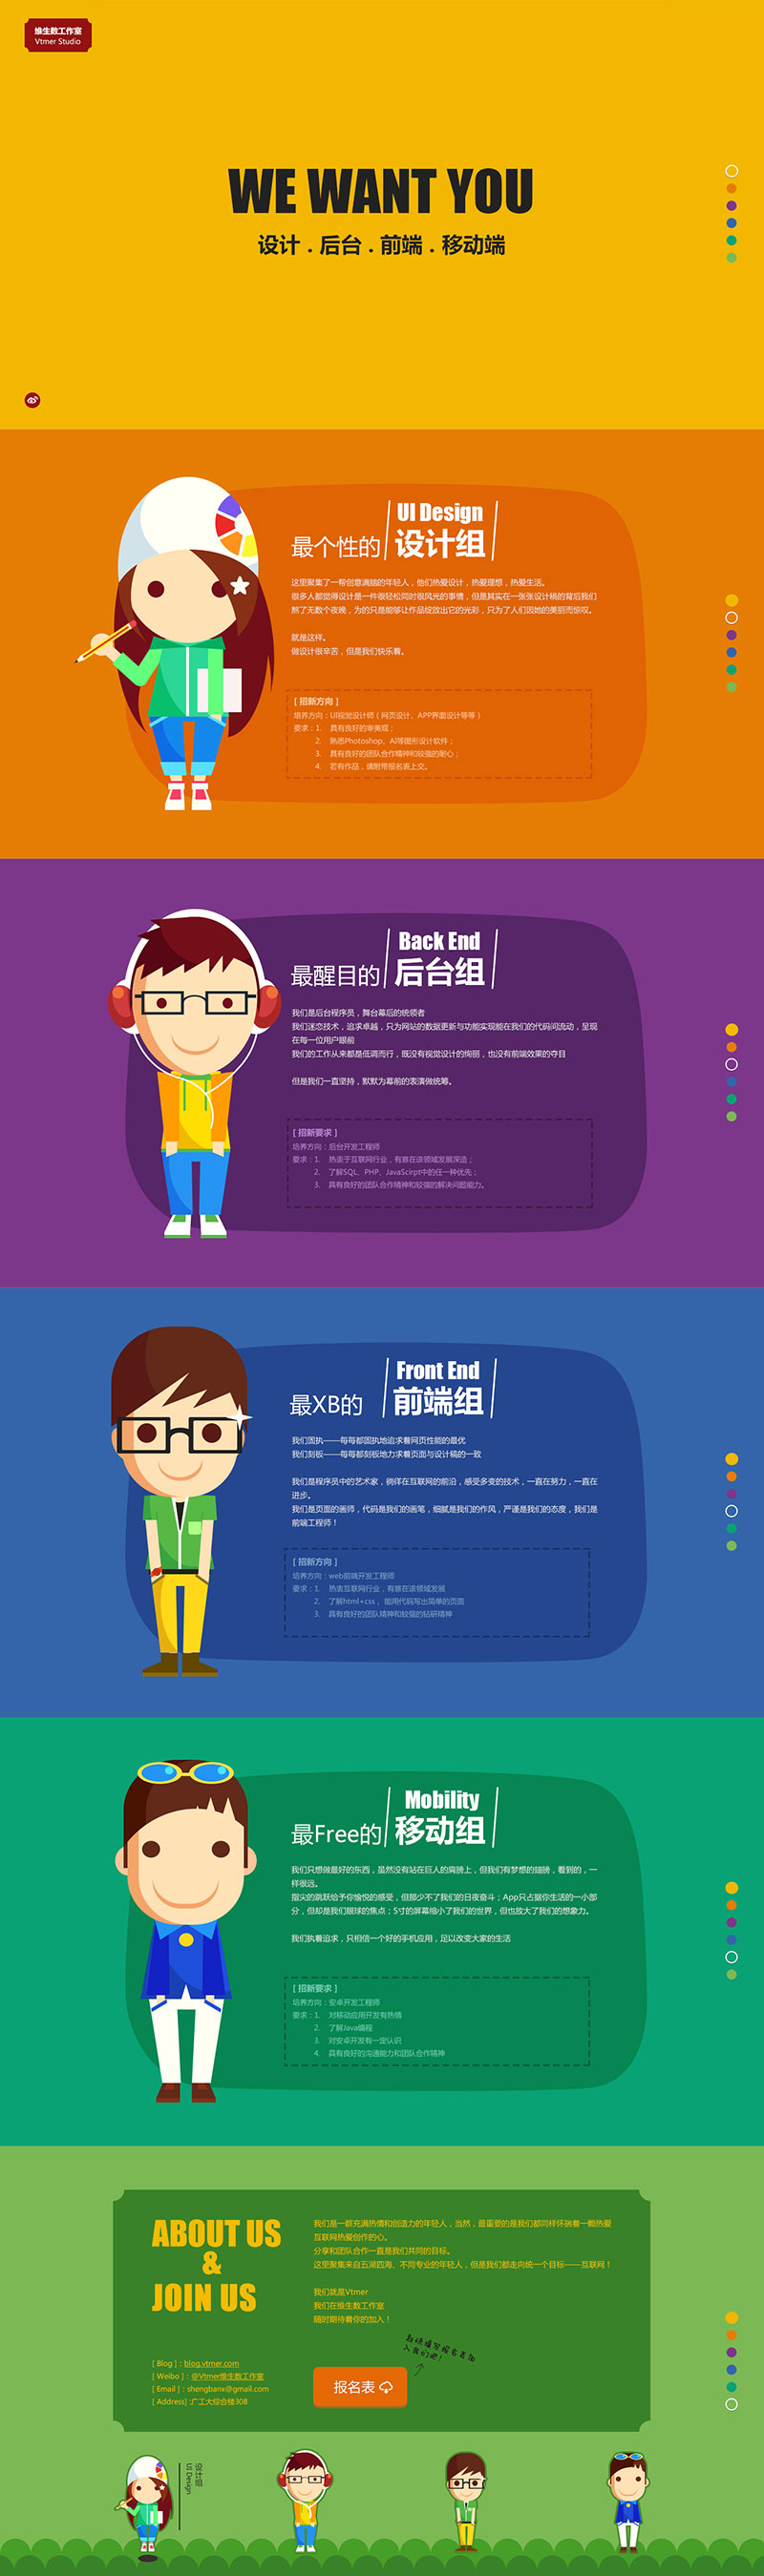 维生数工作室
Vtmer Studio
WE WANT YOU
设计 . 后台 . 前端 . 移动端
UI Design
最个性的 设计组
这里聚集了一帮创意满腦的年轻人，他们热爱设计，热爱理想，热爱生活。
很多人都觉得设计是一件很轻松同时很风光的事情，但是其实在一张张设计稿的背后我们
熬了无数个夜晚，为的只是能够让作品绽放出它的光彩，只为了人们因她的美丽而惊叹。
就是这样。
做设计很辛苦，但是我们快乐着。
[ 招新方向 ]
培养方向：UI视觉设计师（网页设计、APP界面设计等等）
要求：1. 具有良好的审美观；
2. 熟悉Photoshop、AI等图形设计软件；
3. 具有良好的团队合作精神和较强的耐心；
4. 若有作品，请附带报名表上交。
Back End
最醒目的 后台组
我们是后台程序员，舞台幕后的统领者
我们迷恋技术，追求卓越，只为网站的数据更新与功能实现能在我们的代码间流动，呈现
在每一位用户眼前
我们的工作从来都是低调而行，既没有视觉设计的绚丽，也没有前端效果的夺目
但是我们一直坚持，默默为幕前的表演做统筹。
[ 招新要求 ]
培养方向：后台开发工程师
要求：1. 热衷于互联网行业，有意在该领域发展深造；
2. 了解SQL、PHP、JavaScirpt中的任一种优先；
3. 具有良好的团队合作精神和较强的解决问题能力。
Front End
最XB的 前端组
我们固执——每每都固执地追求着网页性能的最优
我们刻板——每每都刻板地力求着页面与设计稿的一致
我们是程序员中的艺术家，徜徉在互联网的前沿，感受多变的技术，一直在努力，一直在
进步。
我们是页面的画师，代码是我们的画笔，细腻是我们的作风，严谨是我们的态度，我们是
前端工程师！
[ 招新方向 ]
培养方向：web前端开发工程师
要求：1. 热衷互联网行业，有意在该领域发展
2. 了解html+css ，能用代码写出简单的页面
3. 具有良好的团队精神和较强的钻研精神
Mobility
最Free的 移动组
我们只想做最好的东西，虽然没有站在巨人的肩膀上，但我们有梦想的翅膀，看到的，一
样很远。
指尖的跳跃给予你愉悦的感受，但那少不了我们的日夜奋斗；App只占据你生活的一小部
分，但却是我们眼球的焦点；5寸的屏幕缩小了我们的世界，但也放大了我们的想象力。
我们执着追求，只相信一个好的手机应用，足以改变大家的生活
[ 招新要求 ]
培养方向：安卓开发工程师
要求：1. 对移动应用开发有热情
2. 了解Java编程
3. 对安卓开发有一定认识
4. 具有良好的沟通能力和团队合作精神
ABOUT US
&
JOIN US
我们是一群充满热情和创造力的年轻人，当然，最重要的是我们都同样怀揣着一颗热爱
互联网热爱创作的心。
分享和团队合作一直是我们共同的目标。
这里聚集来自五湖四海、不同专业的年轻人，但是我们都走向统一个目标——互联网！
我们就是Vtmer
我们在维生数工作室
随时期待着你的加入！
赶快填写报名表加
入我们吧！
[ Blog ]：blog.vtmer.com
[ Weibo ]：@Vtmer维生数工作室
[ Email ]：shengbanx@gmail.com
[ Address] :广工大综合楼308
报名表
设计组
UI Design